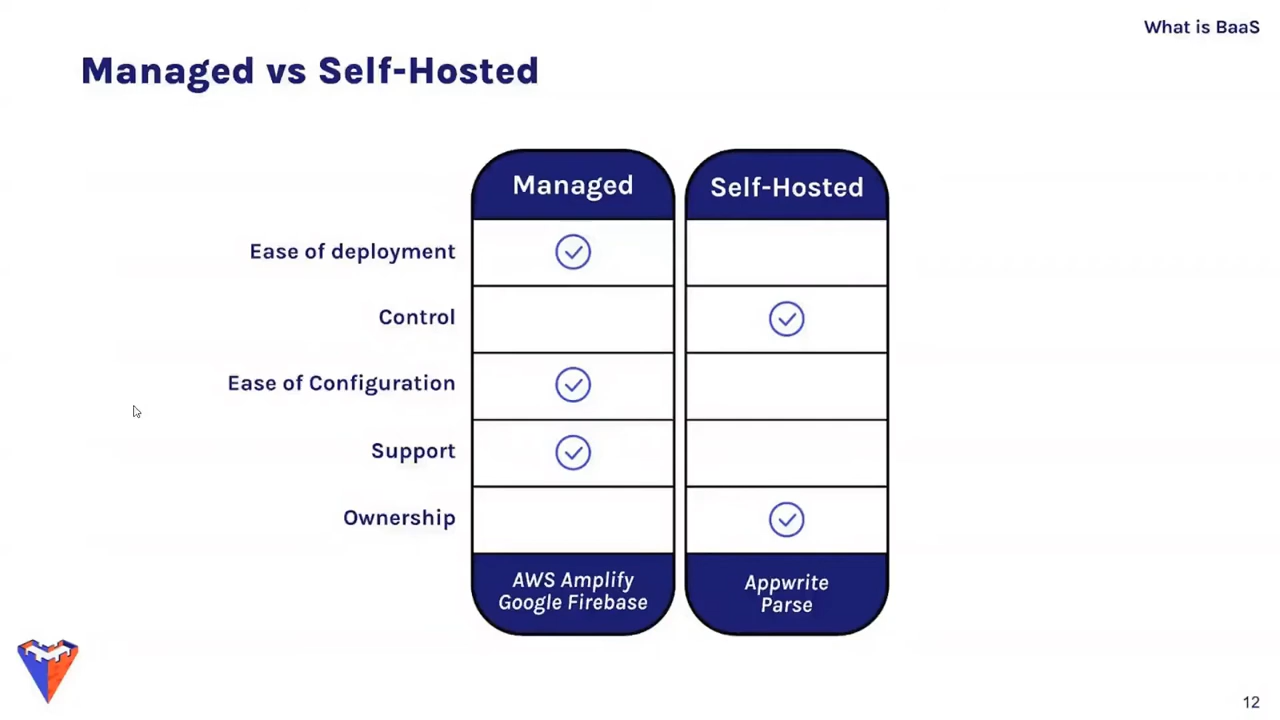 What is BaaS
Managed vs Self-Hosted
Managed
Self-Hosted
Ease of deployment
Control
Ease of Configuration
Support
Ownership
AWS Amplify
Google Firebase
Appwrite
Parse
12